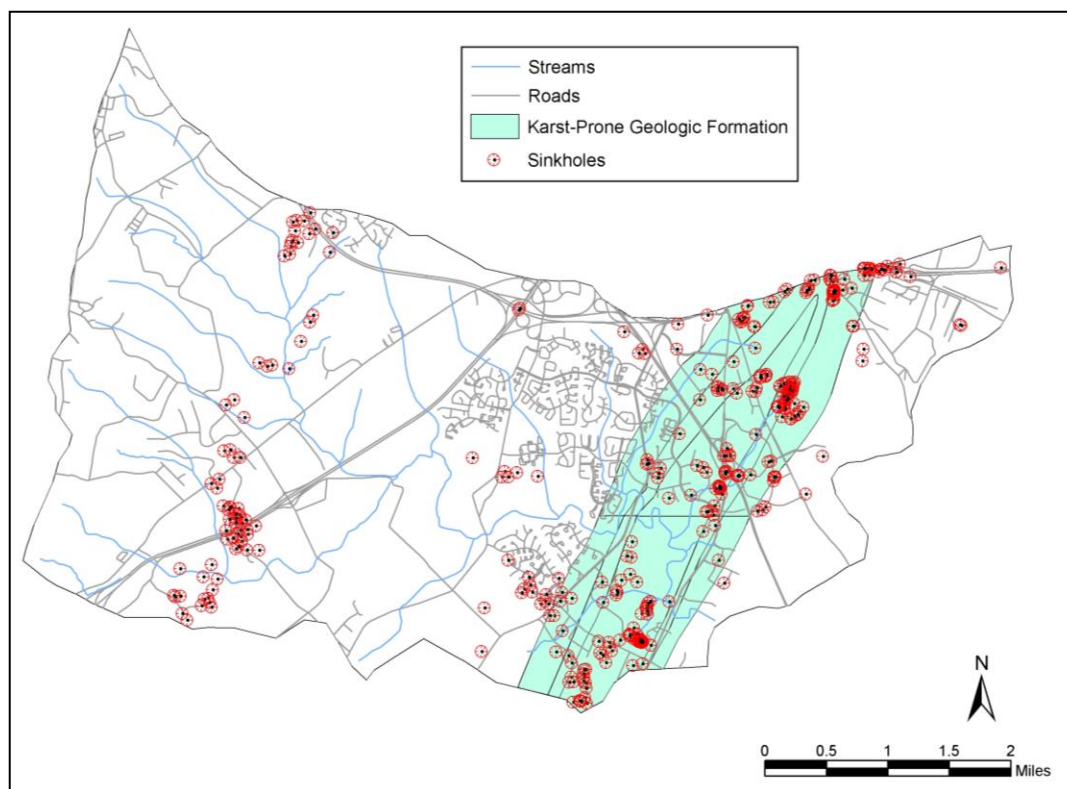 Streams
Roads
Karst-Prone Geologic Formation
Sinkholes
N
0 0.5 1 1.5 2
Miles